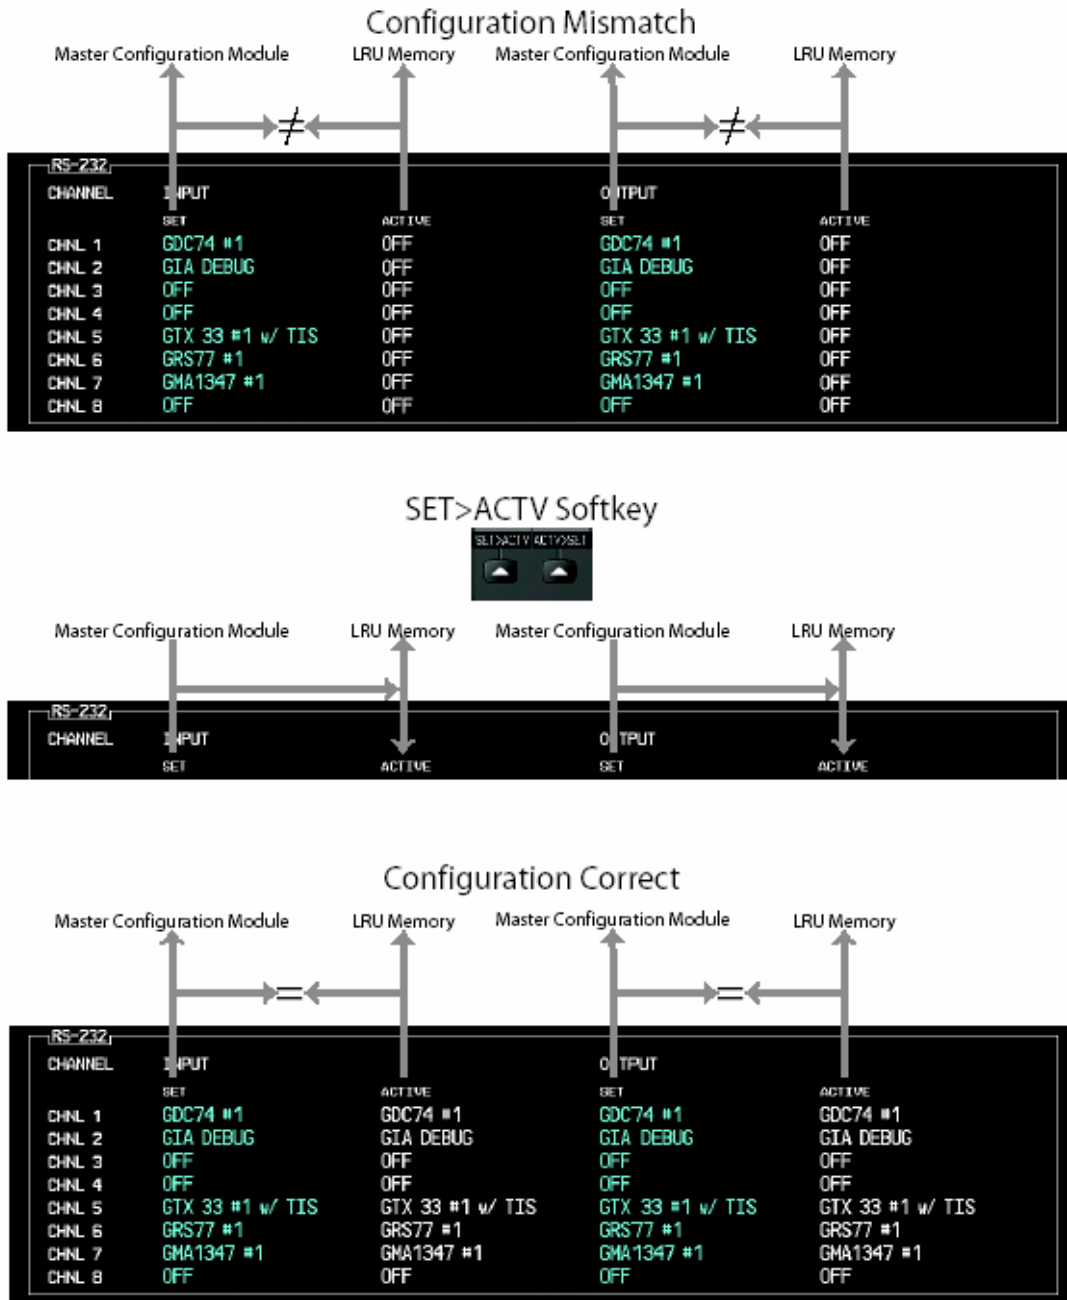 Configuration Mismatch
Master Configuration Module LRU Memory Master Configuration Module LRU Memory
≠ ≠
RS-232
CHANNEL INPUT OUTPUT
SET ACTIVE SET ACTIVE
CHNL 1 GDC74 #1 OFF GDC74 #1 OFF
CHNL 2 GIA DEBUG OFF GIA DEBUG OFF
CHNL 3 OFF OFF OFF OFF
CHNL 4 OFF OFF OFF OFF
CHNL 5 GTX 33 #1 w/ TIS OFF GTX 33 #1 w/ TIS OFF
CHNL 6 GRS77 #1 OFF GRS77 #1 OFF
CHNL 7 GMA1347 #1 OFF GMA1347 #1 OFF
CHNL 8 OFF OFF OFF OFF
SET>ACTV Softkey
SET>ACTV ACTV>SET
Master Configuration Module LRU Memory Master Configuration Module LRU Memory
RS-232
CHANNEL INPUT OUTPUT
SET ACTIVE SET ACTIVE
Configuration Correct
Master Configuration Module LRU Memory Master Configuration Module LRU Memory
= =
RS-232
CHANNEL INPUT OUTPUT
SET ACTIVE SET ACTIVE
CHNL 1 GDC74 #1 GDC74 #1 GDC74 #1 GDC74 #1
CHNL 2 GIA DEBUG GIA DEBUG GIA DEBUG GIA DEBUG
CHNL 3 OFF OFF OFF OFF
CHNL 4 OFF OFF OFF OFF
CHNL 5 GTX 33 #1 w/ TIS GTX 33 #1 w/ TIS GTX 33 #1 w/ TIS GTX 33 #1 w/ TIS
CHNL 6 GRS77 #1 GRS77 #1 GRS77 #1 GRS77 #1
CHNL 7 GMA1347 #1 GMA1347 #1 GMA1347 #1 GMA1347 #1
CHNL 8 OFF OFF OFF OFF